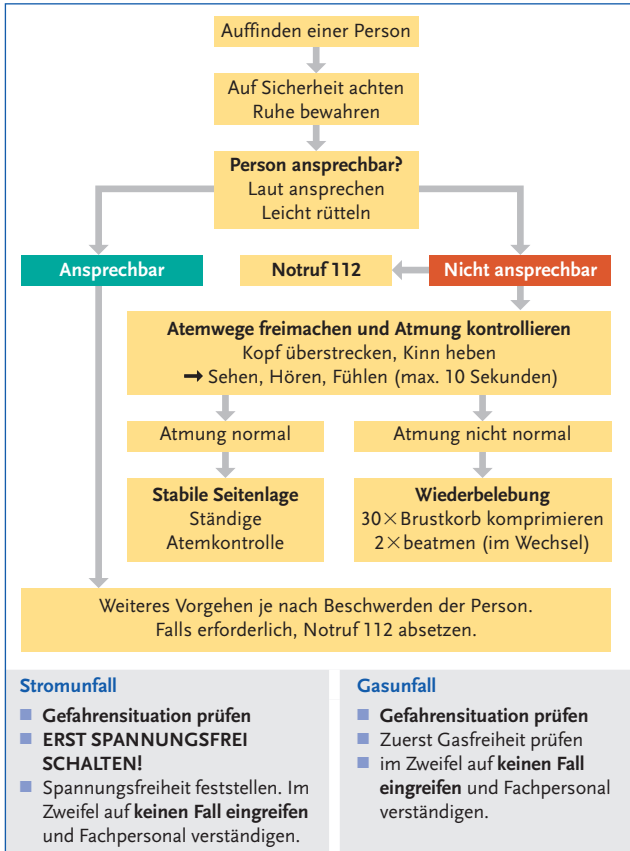 Auffinden einer Person
Auf Sicherheit achten
Ruhe bewahren
Person ansprechbar?
Laut ansprechen
Leicht rütteln
Ansprechbar
Notruf 112
Nicht ansprechbar
Atemwege freimachen und Atmung kontrollieren
Kopf überstrecken, Kinn heben
→ Sehen, Hören, Fühlen (max. 10 Sekunden)
Atmung normal
Atmung nicht normal
Stabile Seitenlage
Ständige
Atemkontrolle
Wiederbelebung
30×Brustkorb komprimieren
2×beatmen (im Wechsel)
Weiteres Vorgehen je nach Beschwerden der Person.
Falls erforderlich, Notruf 112 absetzen.
Stromunfall
■ Gefahrensituation prüfen
■ ERST SPANNUNGSFREI
SCHALTEN!
■ Spannungsfreiheit feststellen. Im
Zweifel auf keinen Fall eingreifen
und Fachpersonal verständigen.
Gasunfall
■ Gefahrensituation prüfen
■ Zuerst Gasfreiheit prüfen
■ im Zweifel auf keinen Fall
eingreifen und Fachpersonal
verständigen.